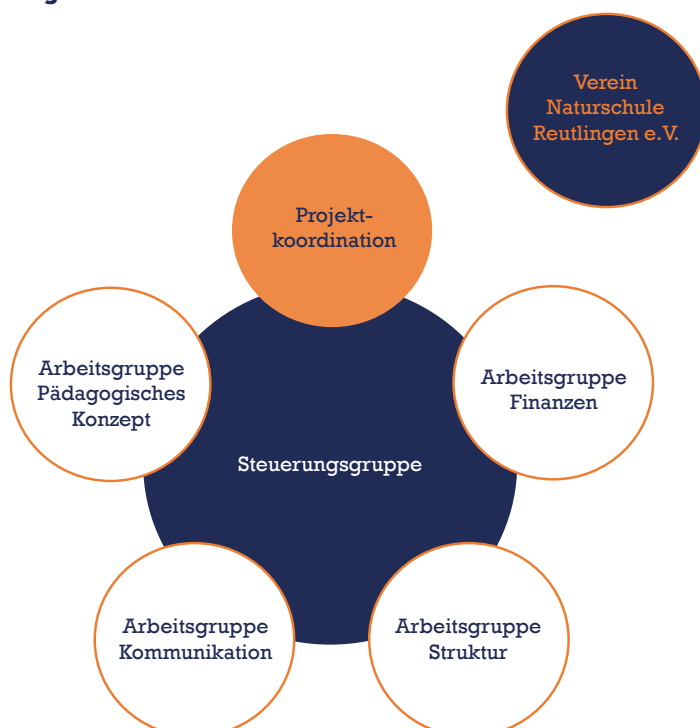 Verein
Naturschule
Reutlingen e.V.
Projekt-
koordination
Arbeitsgruppe
Pädagogisches
Konzept
Arbeitsgruppe
Finanzen
Steuerungsgruppe
Arbeitsgruppe
Kommunikation
Arbeitsgruppe
Struktur